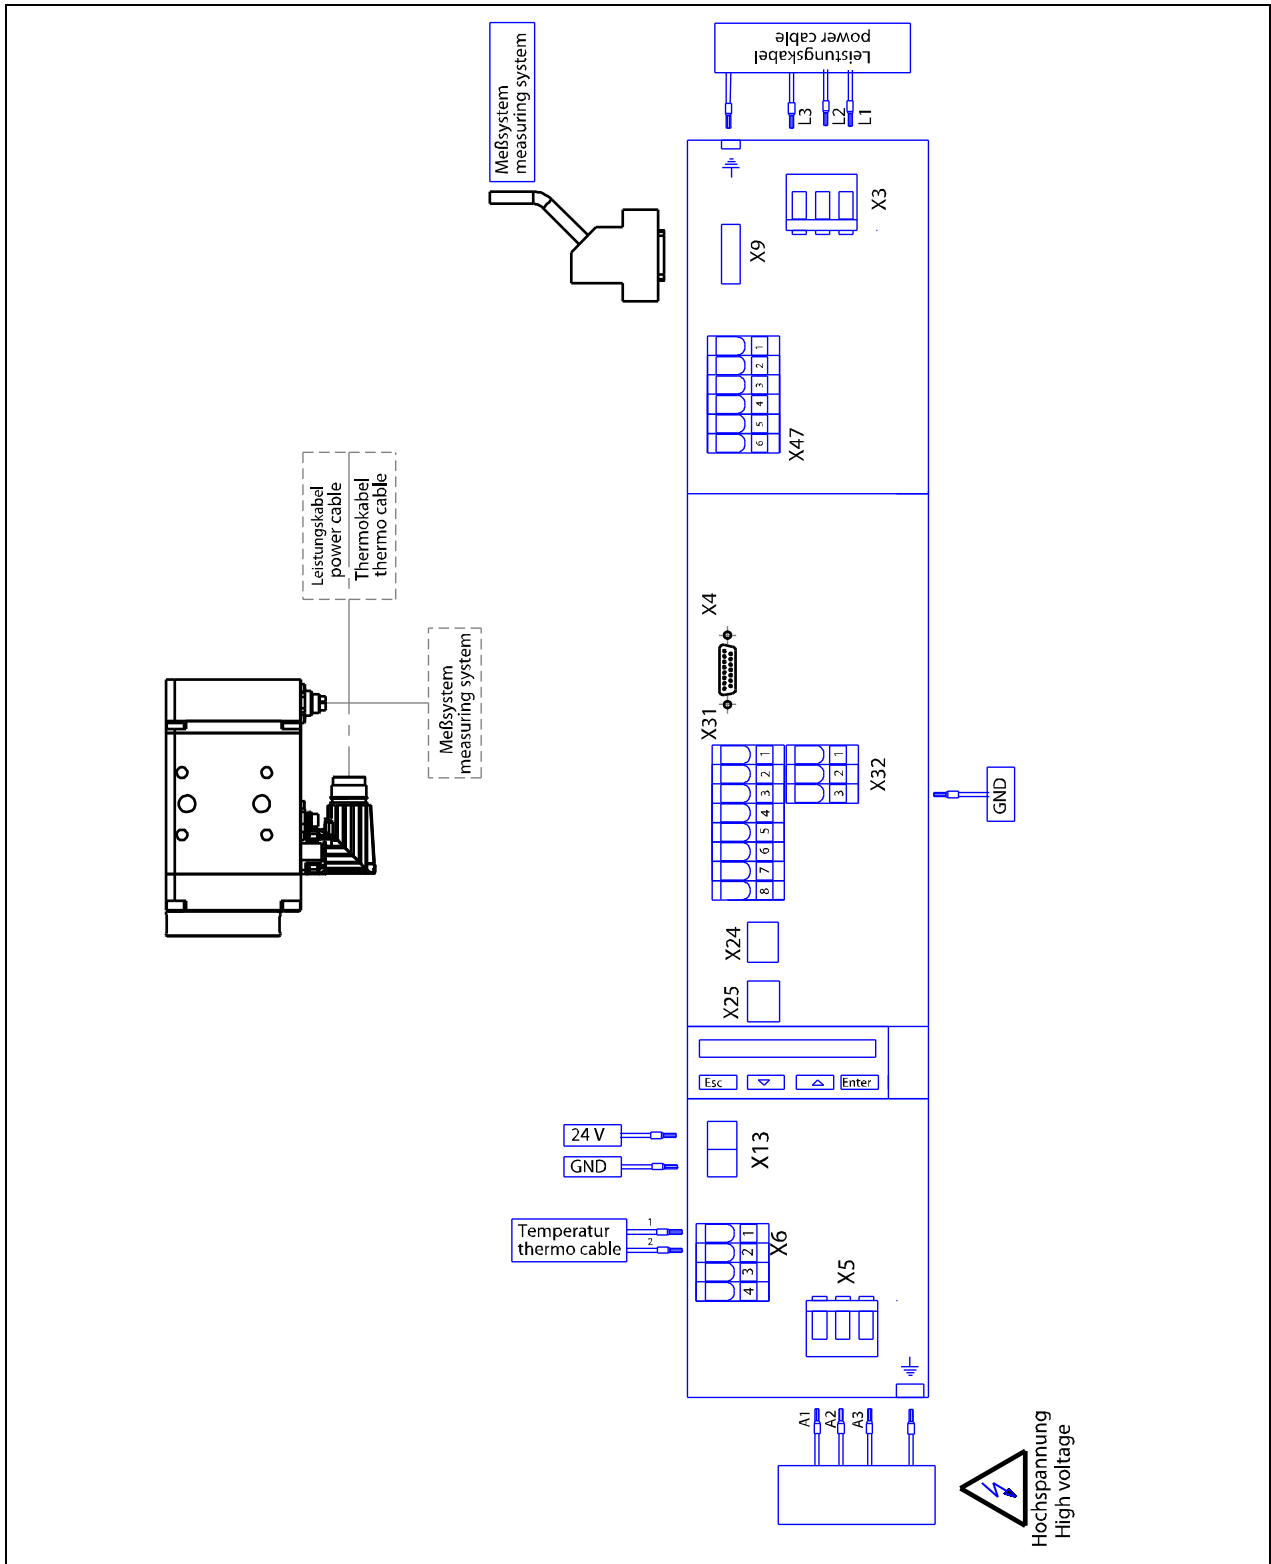 Leistungskabel
power cable
Meßsystem
measuring system
L3
L2
L1
X3
X9
1
2
3
4
5
6
X47
Leistungskabel
power cable
Thermokabel
thermo cable
Meßsystem
measuring system
X4
X31
1
2
3
4
5
6
7
8
1
2
3
X32
GND
X24
X25
Esc
Enter
24 V
GND
X13
Temperatur
thermo cable
1
2
1
2
3
4
X6
X5
A1
A2
A3
Hochspannung
High voltage